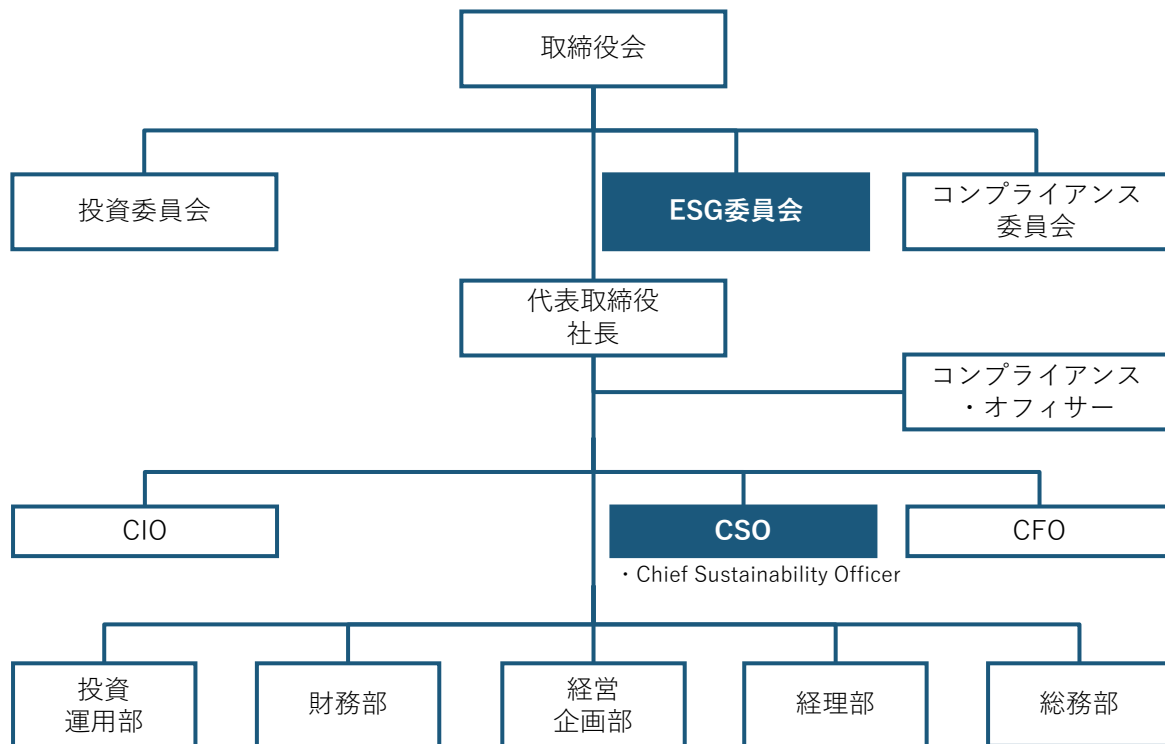 取締役会
投資委員会
ESG委員会
コンプライアンス
委員会
代表取締役
社長
コンプライアンス
・オフィサー
CIO
CSO
CFO
・Chief Sustainability Officer
投資
運用部
財務部
経営
企画部
経理部
総務部